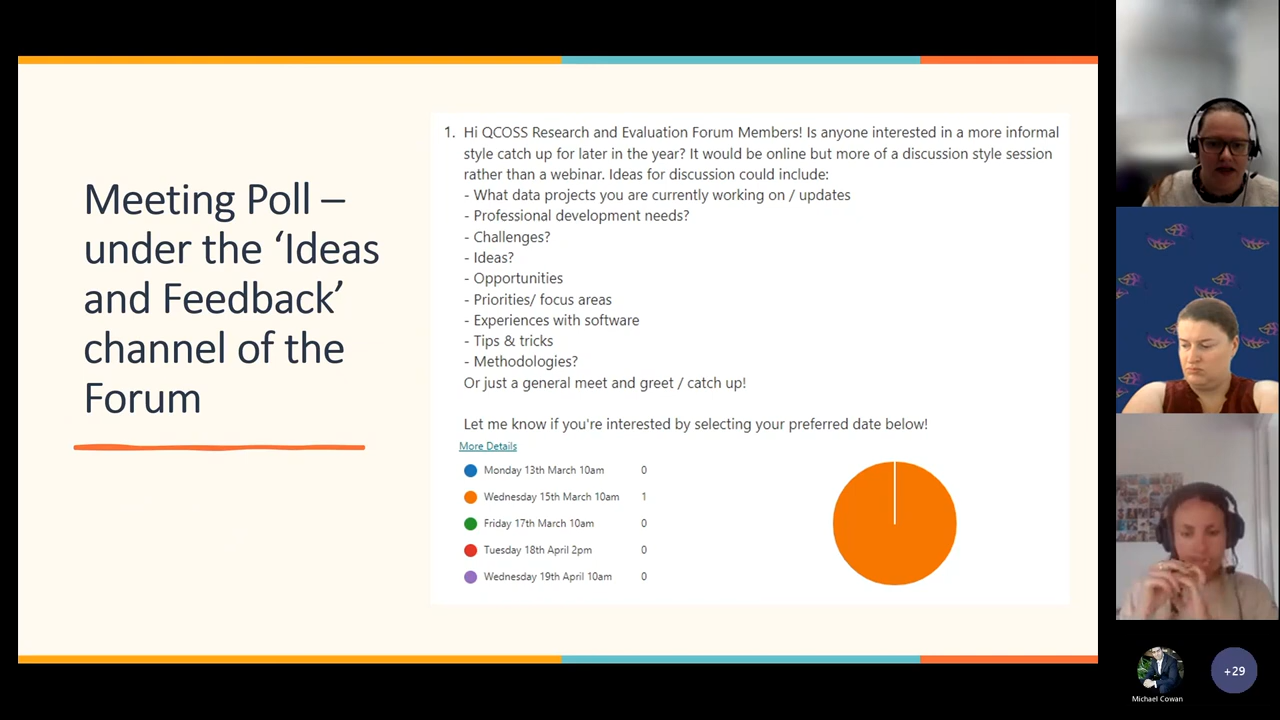 Meeting Poll –
under the ‘Ideas
and Feedback’
channel of the
Forum
1. Hi QCOSS Research and Evaluation Forum Members! Is anyone interested in a more informal
style catch up for later in the year? It would be online but more of a discussion style session
rather than a webinar. Ideas for discussion could include:
- What data projects you are currently working on / updates
- Professional development needs?
- Challenges?
- Ideas?
- Opportunities
- Priorities/ focus areas
- Experiences with software
- Tips & tricks
- Methodologies?
Or just a general meet and greet / catch up!
Let me know if you're interested by selecting your preferred date below!
More Details
Monday 13th March 10am 0
Wednesday 15th March 10am 1
Friday 17th March 10am 0
Tuesday 18th April 2pm 0
Wednesday 19th April 10am 0
Michael Cowan
+29